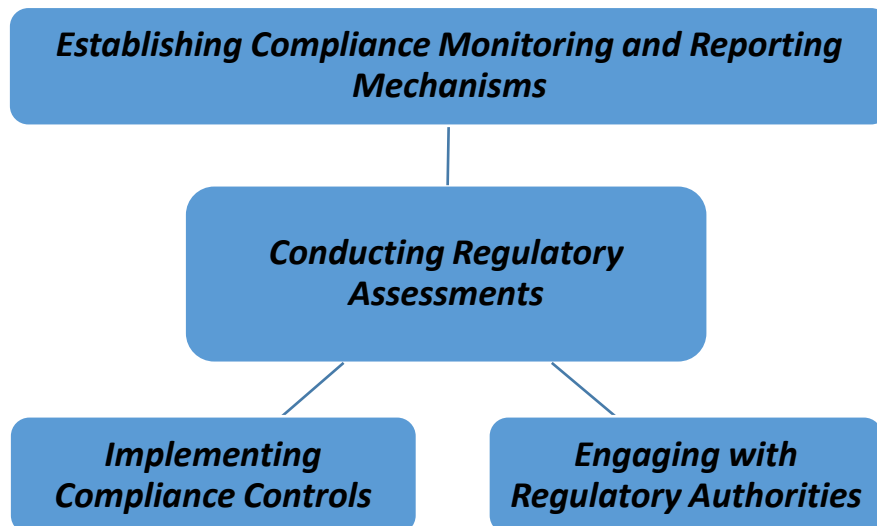 Establishing Compliance Monitoring and Reporting
Mechanisms
Conducting Regulatory
Assessments
Implementing
Compliance Controls
Engaging with
Regulatory Authorities